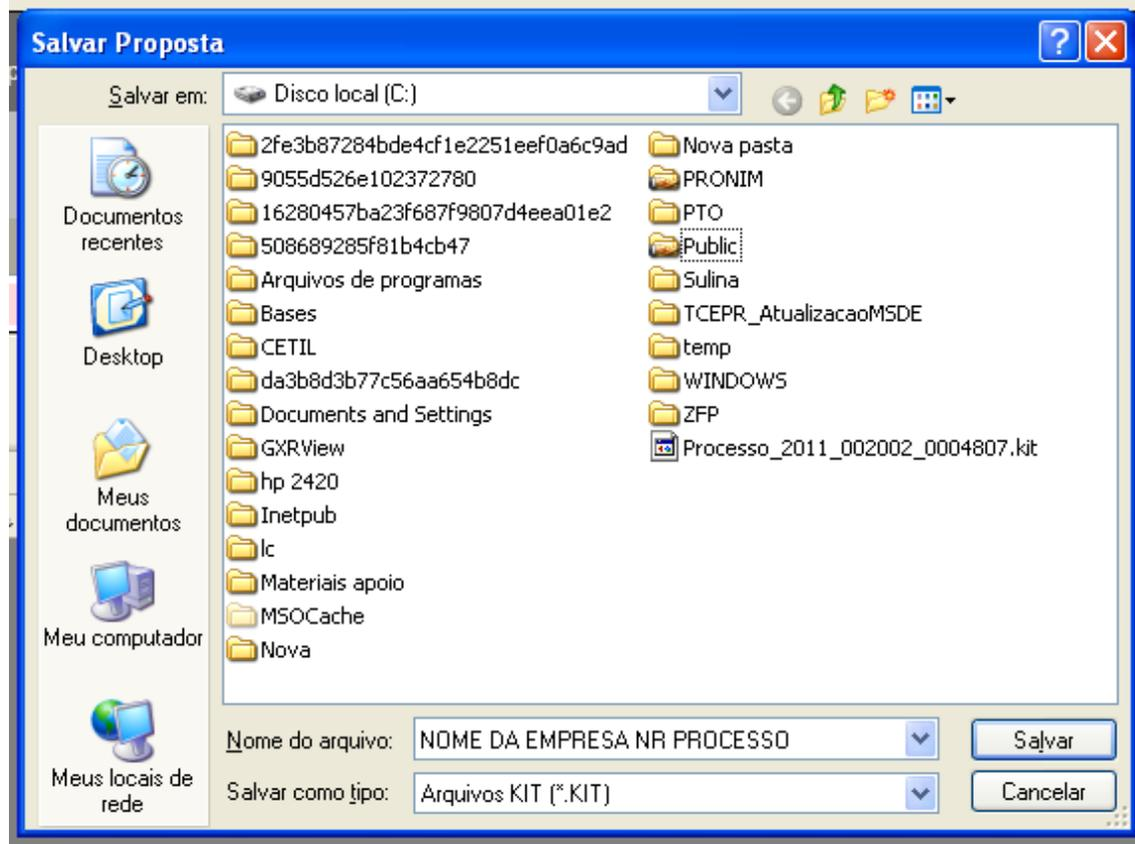 Salvar Proposta
Salvar em:
Disco local (C:)
Documentos
recentes
Desktop
Meus
documentos
Meu computador
Meus locais de
rede
2fe3b87284bde4cf1e2251eef0a6c9ad
9055d526e102372780
16280457ba23f687f9807d4eea01e2
508689285f81b4cb47
Arquivos de programas
Bases
CETIL
da3b8d3b77c56aa654b8dc
Documents and Settings
GXRView
hp 2420
Inetpub
lc
Materiais apoio
MSOCache
Nova
Nova pasta
PRONIM
PTO
Public
Sulina
TCEPR_AtualizacaoMSDE
temp
WINDOWS
ZFP
Processo_2011_002002_0004807.kit
Nome do arquivo:
NOME DA EMPRESA NR PROCESSO
Salvar
Salvar como tipo:
Arquivos KIT (*.KIT)
Cancelar